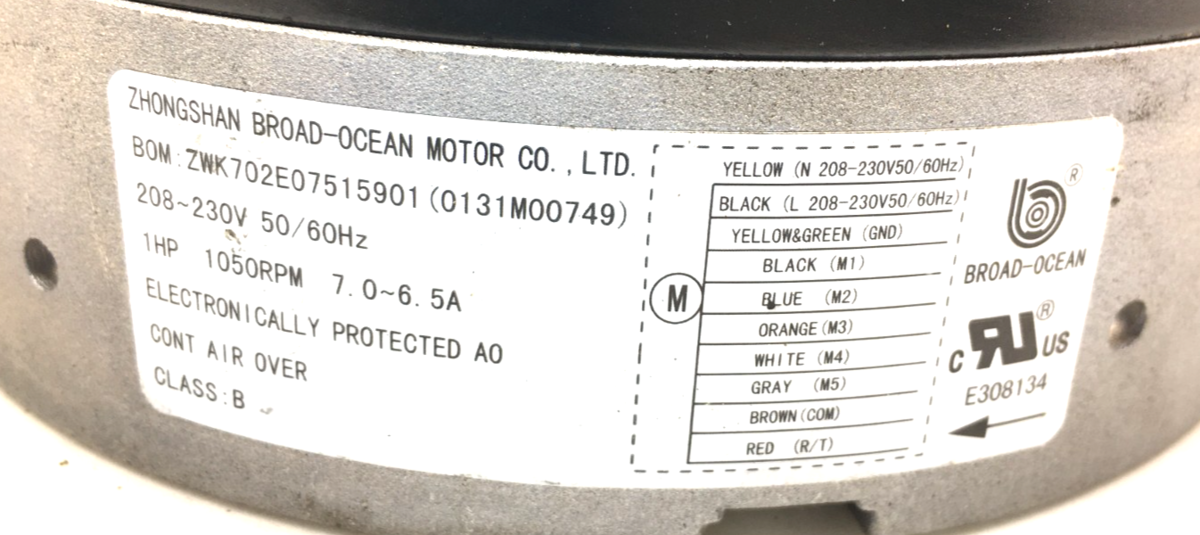 ZHONGSHAN BROAD-OCEAN MOTOR CO., LTD.
BOM:ZWK702E07515901(0131M00749)
208~230V 50/60Hz
1HP 1050RPM 7.0~6.5A
ELECTRONICALLY PROTECTED AO
CONT AIR OVER
CLASS:B
M
YELLOW (N 208-230V50/60Hz)
BLACK (L 208-230V50/60Hz)
YELLOW&GREEN (GND)
BLACK (M1)
BLUE (M2)
ORANGE(M3)
WHITE (M4)
GRAY (M5)
BROWN(COM)
RED (R/T)
®
BROAD-OCEAN
c RU ® US
E308134